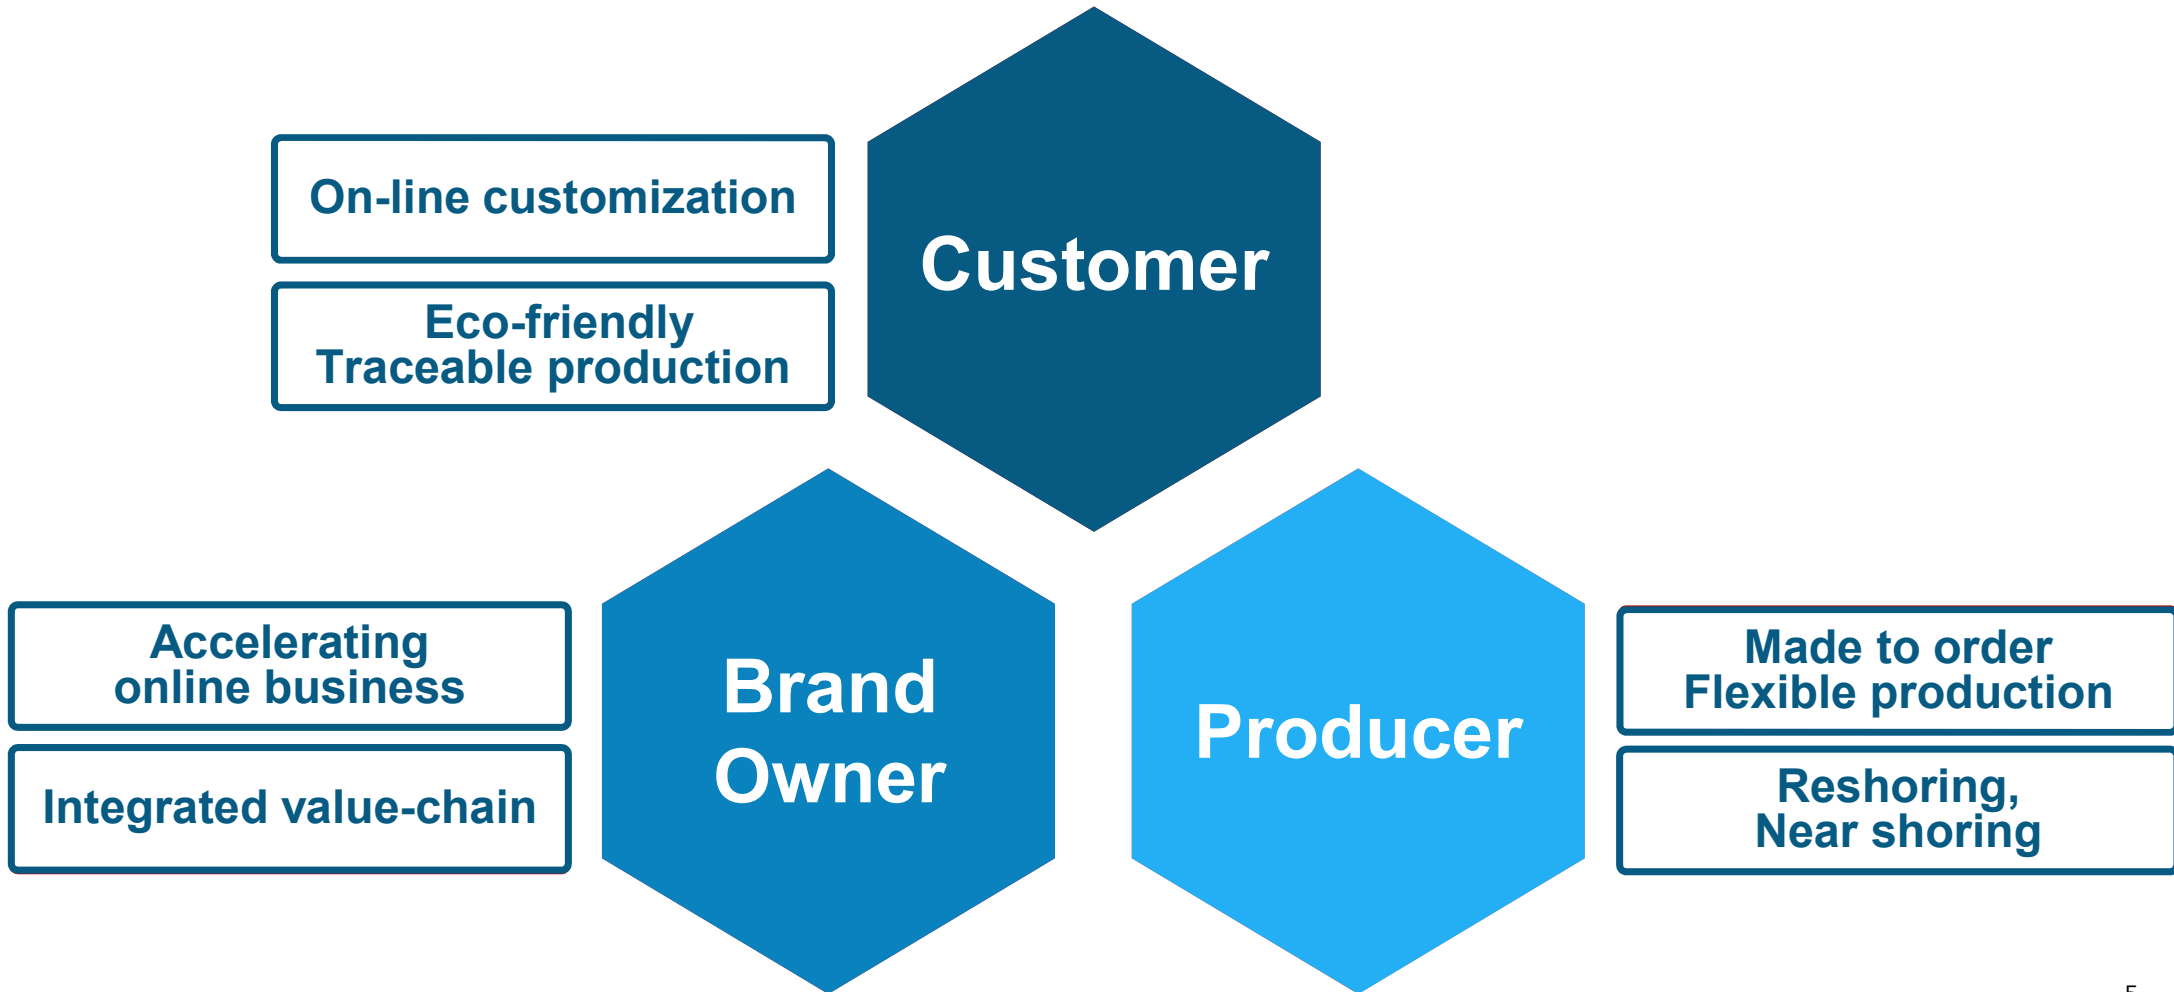 On-line customization
Eco-friendly
Traceable production
Customer
Accelerating
online business
Integrated value-chain
Brand
Owner
Producer
Made to order
Flexible production
Reshoring,
Near shoring
5